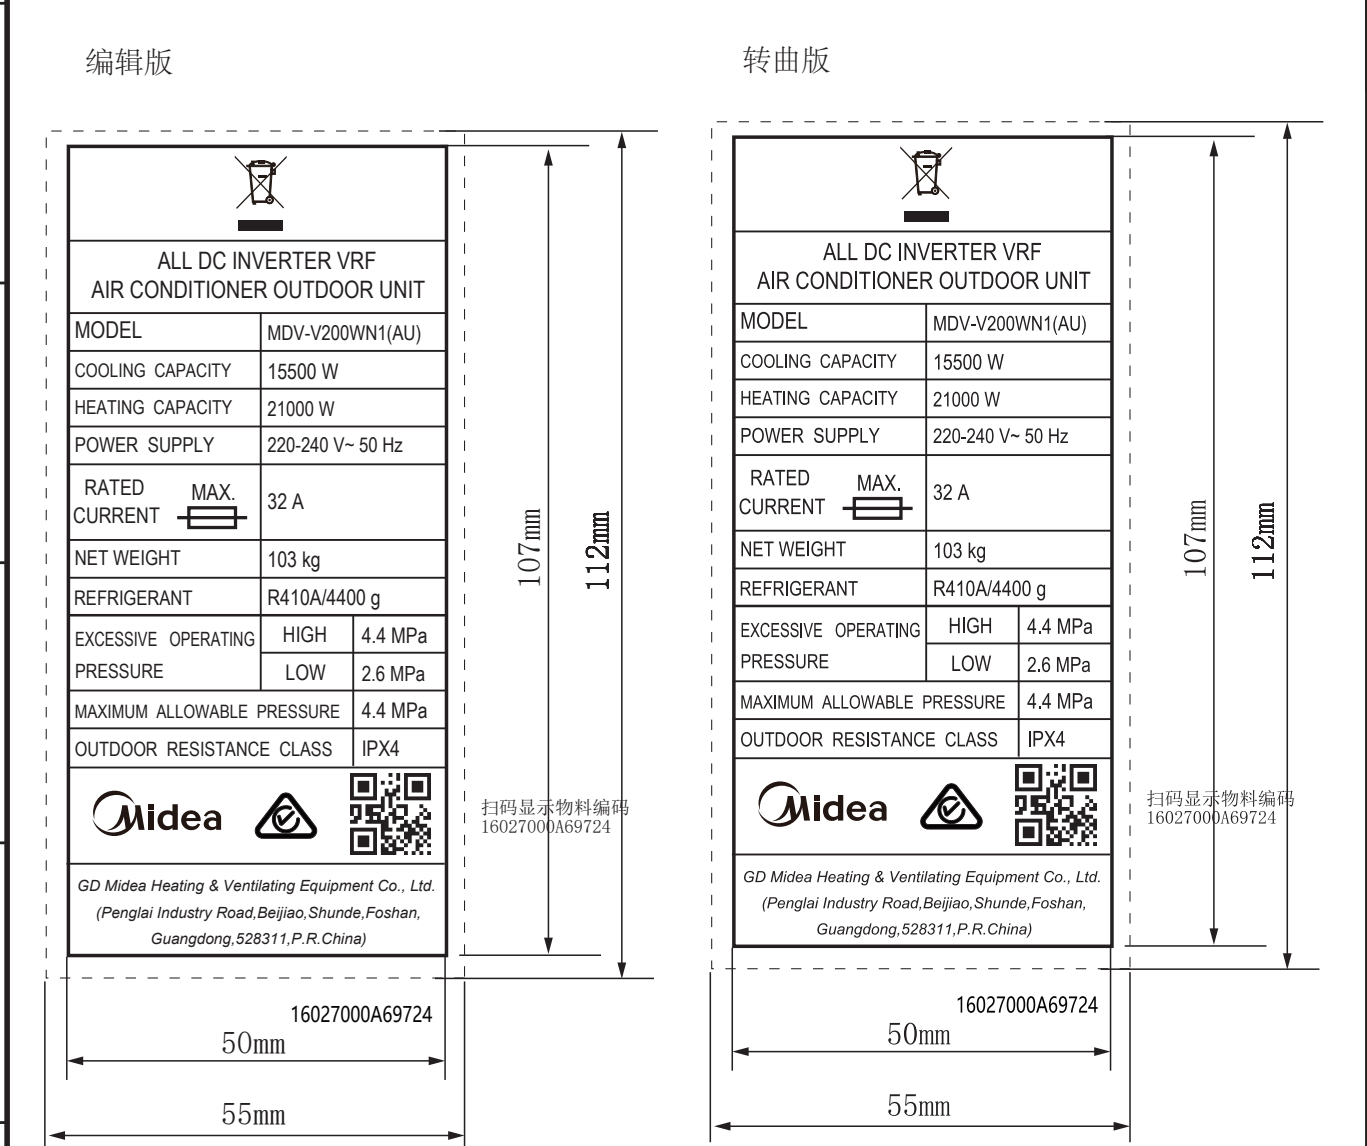 编辑版
ALL DC INVERTER VRF
AIR CONDITIONER OUTDOOR UNIT
MODEL MDV-V200WN1(AU)
COOLING CAPACITY 15500 W
HEATING CAPACITY 21000 W
POWER SUPPLY 220-240 V~ 50 Hz
RATED CURRENT MAX. 32 A
NET WEIGHT 103 kg
REFRIGERANT R410A/4400 g
EXCESSIVE OPERATING PRESSURE HIGH 4.4 MPa
LOW 2.6 MPa
MAXIMUM ALLOWABLE PRESSURE 4.4 MPa
OUTDOOR RESISTANCE CLASS IPX4
Midea
扫码显示物料编码
16027000A69724
GD Midea Heating & Ventilating Equipment Co., Ltd.
(Penglai Industry Road,Beijiao,Shunde,Foshan,
Guangdong,528311,P.R.China)
107mm
112mm
16027000A69724
50mm
55mm
转曲版
ALL DC INVERTER VRF
AIR CONDITIONER OUTDOOR UNIT
MODEL MDV-V200WN1(AU)
COOLING CAPACITY 15500 W
HEATING CAPACITY 21000 W
POWER SUPPLY 220-240 V~ 50 Hz
RATED CURRENT MAX. 32 A
NET WEIGHT 103 kg
REFRIGERANT R410A/4400 g
EXCESSIVE OPERATING PRESSURE HIGH 4.4 MPa
LOW 2.6 MPa
MAXIMUM ALLOWABLE PRESSURE 4.4 MPa
OUTDOOR RESISTANCE CLASS IPX4
Midea
扫码显示物料编码
16027000A69724
GD Midea Heating & Ventilating Equipment Co., Ltd.
(Penglai Industry Road,Beijiao,Shunde,Foshan,
Guangdong,528311,P.R.China)
107mm
112mm
16027000A69724
50mm
55mm